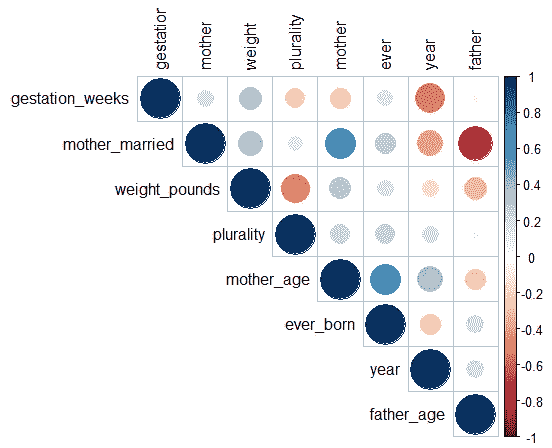 gestation
mother
weight
plurality
mother
ever
year
father
gestation_weeks
mother_married
weight_pounds
plurality
mother_age
ever_born
year
father_age
1
0.8
0.6
0.4
0.2
0
-0.2
-0.4
-0.6
-0.8
-1